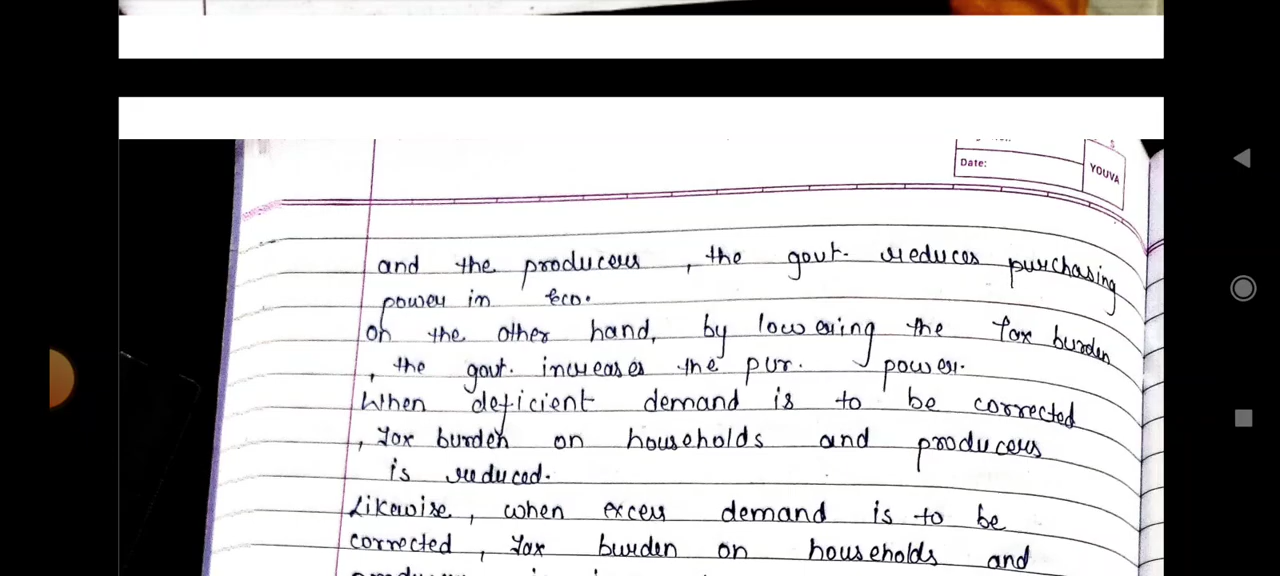 Date:
YOUVA
and the producers , the govt. reduces purchasing
power in Eco.
on the other hand, by lowering the Tax burden
, the govt. increases the pur. power.
When deficient demand is to be corrected
, Tax burden on households and producers
is reduced.
Likewise, when excess demand is to be
corrected, Tax burden on households and